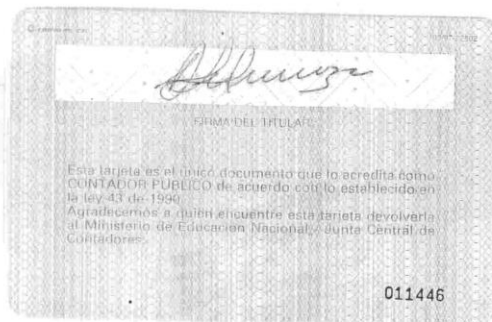 FIRMA DEL TITULAR
Esta tarjeta es el único documento que lo acredita como
CONTADOR PUBLICO de acuerdo con lo establecido en
la ley 43 de 1990.
Agradecemos a quien encuentre esta tarjeta devolverla
al Ministerio de Educación Nacional - Junta Central de
Contadores.
011446